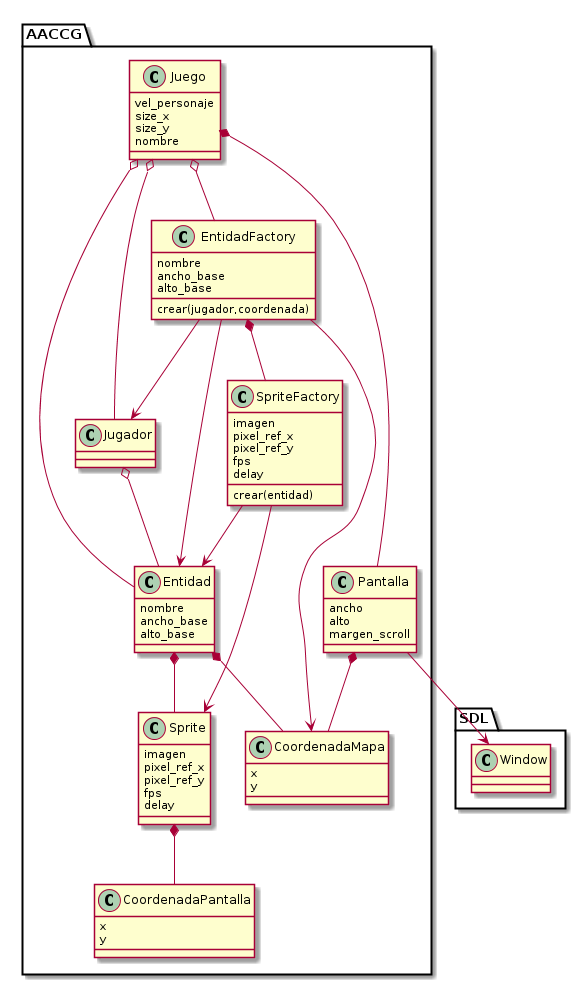 AACCG
C Juego
vel_personaje
size_x
size_y
nombre
C EntidadFactory
nombre
ancho_base
alto_base
crear(jugador,coordenada)
C SpriteFactory
imagen
pixel_ref_x
pixel_ref_y
fps
delay
crear(entidad)
C Jugador
C Entidad
nombre
ancho_base
alto_base
C Pantalla
ancho
alto
margen_scroll
SDL
C Window
C Sprite
imagen
pixel_ref_x
pixel_ref_y
fps
delay
C CoordenadaMapa
x
y
C CoordenadaPantalla
x
y